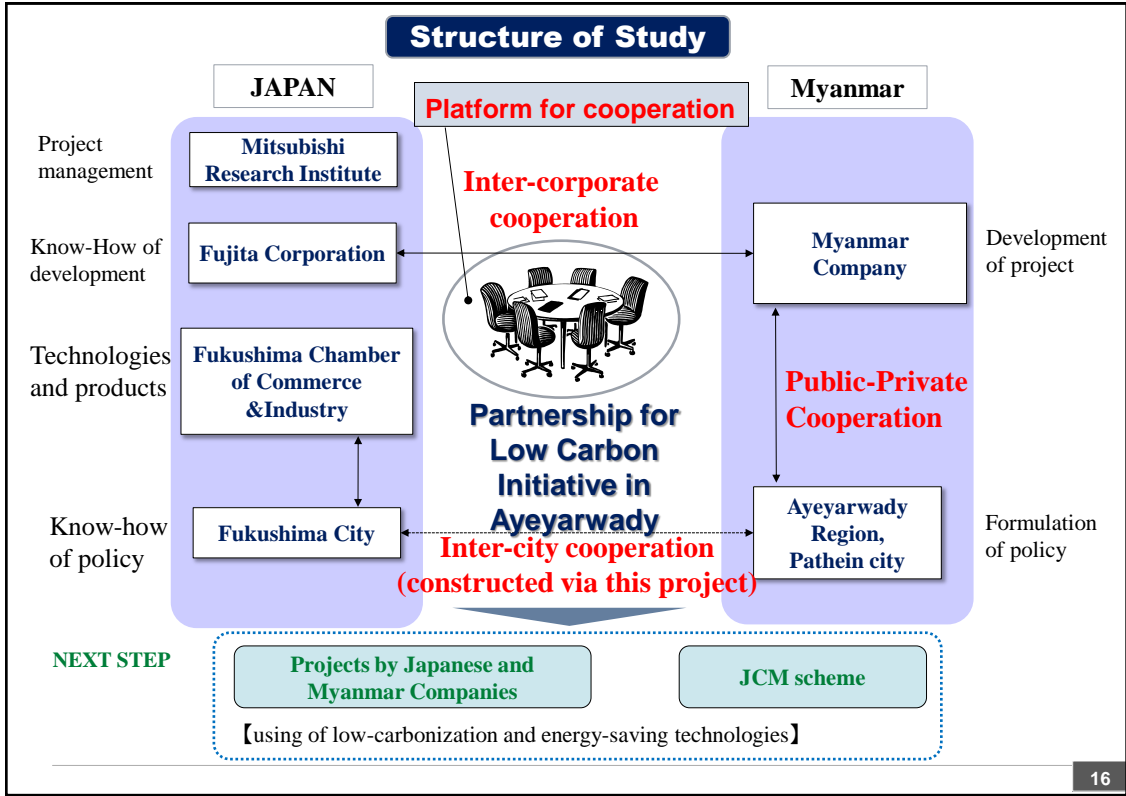 Structure of Study
JAPAN
Myanmar
Platform for cooperation
Project
management
Mitsubishi
Research Institute
Inter-corporate
cooperation
Know-How of
development
Fujita Corporation
Myanmar
Company
Development
of project
Technologies
and products
Fukushima Chamber
of Commerce
&Industry
Public-Private
Cooperation
Partnership for
Low Carbon
Initiative in
Ayeyarwady
Know-how
of policy
Fukushima City
Inter-city cooperation
(constructed via this project)
Ayeyarwady
Region,
Pathein city
Formulation
of policy
NEXT STEP
Projects by Japanese and
Myanmar Companies
JCM scheme
【using of low-carbonization and energy-saving technologies】
16